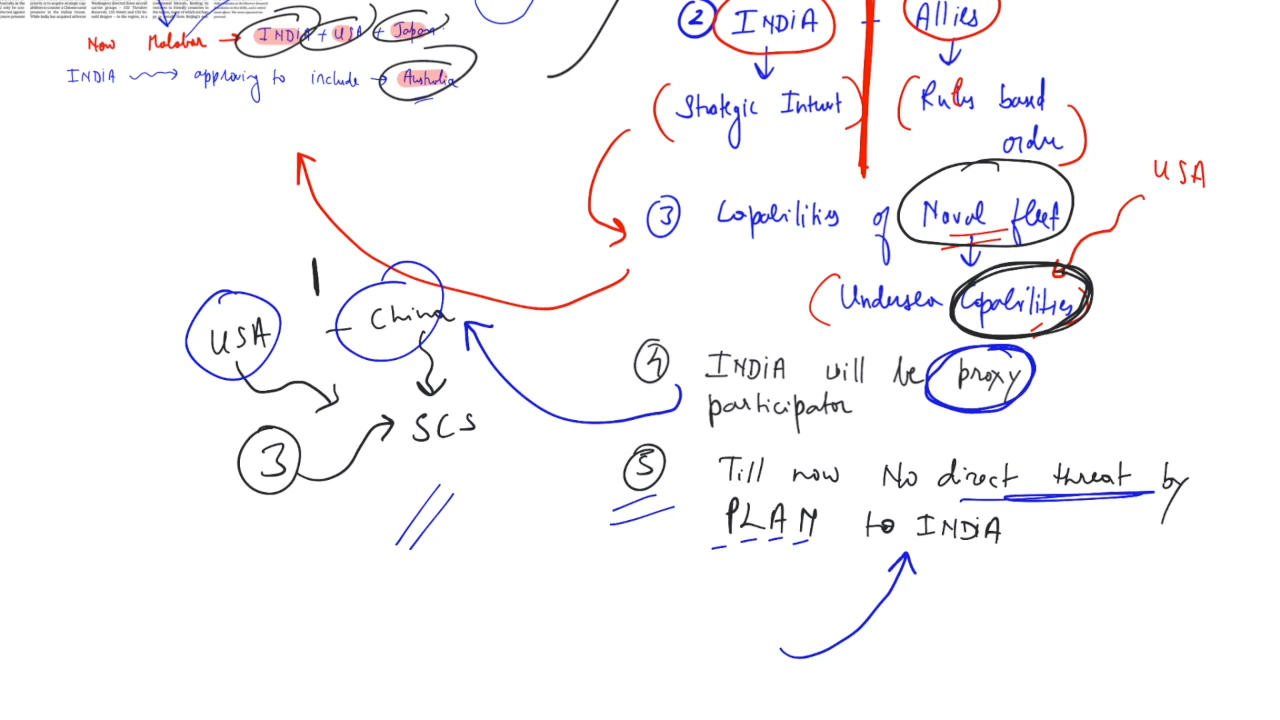 Now Malabar → INDIA + USA + Japan
INDIA → approving to include → Australia
② INDIA - Allies
(Strategic Intent) (Rules based
order)
USA
③ Capabilities of Naval fleet
(Undersea Capabilities)
USA - China
SCS
3
④ INDIA will be proxy
participator
⑤ Till now No direct threat by
PLAN to INDIA